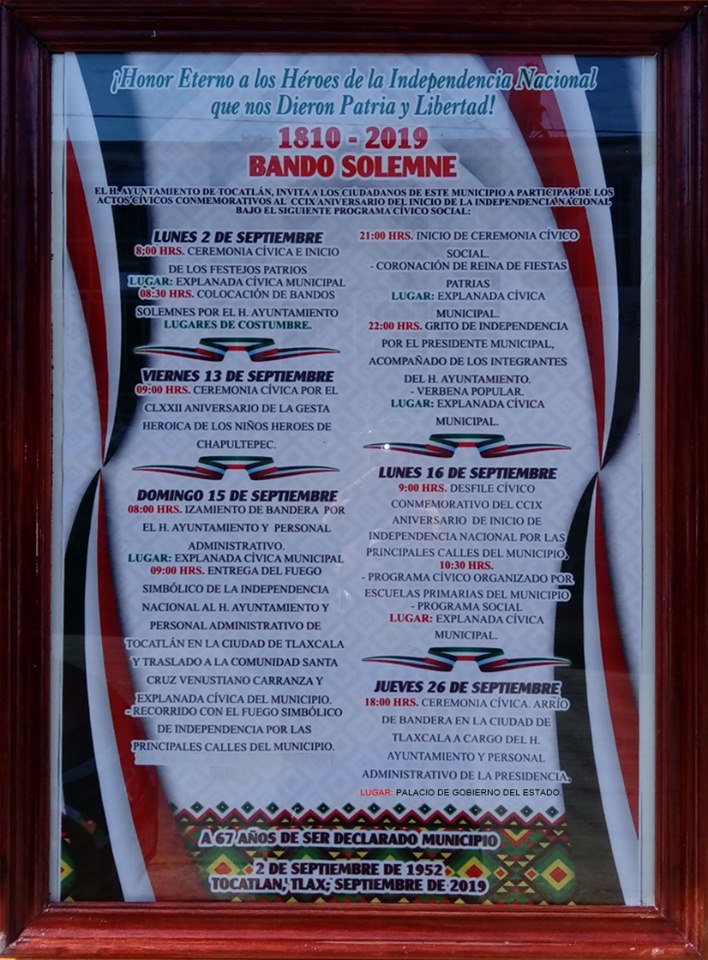 ¡Honor Eterno a los Héroes de la Independencia Nacional
que nos Dieron Patria y Libertad!
1810 - 2019
BANDO SOLEMNE
EL H. AYUNTAMIENTO DE TOCATLÁN, INVITA A LOS CIUDADANOS DE ESTE MUNICIPIO A PARTICIPAR DE LOS
ACTOS CÍVICOS CONMEMORATIVOS AL CCIX ANIVERSARIO DEL INICIO DE LA INDEPENDENCIA NACIONAL
BAJO EL SIGUIENTE PROGRAMA CÍVICO SOCIAL:
LUNES 2 DE SEPTIEMBRE
8:00 HRS. CEREMONIA CÍVICA E INICIO
DE LOS FESTEJOS PATRIOS
LUGAR: EXPLANADA CÍVICA MUNICIPAL
08:30 HRS. COLOCACIÓN DE BANDOS
SOLEMNES POR EL H. AYUNTAMIENTO
LUGARES DE COSTUMBRE.
VIERNES 13 DE SEPTIEMBRE
09:00 HRS. CEREMONIA CÍVICA POR EL
CLXXII ANIVERSARIO DE LA GESTA
HEROICA DE LOS NIÑOS HEROES DE
CHAPULTEPEC.
DOMINGO 15 DE SEPTIEMBRE
08:00 HRS. IZAMIENTO DE BANDERA POR
EL H. AYUNTAMIENTO Y PERSONAL
ADMINISTRATIVO.
LUGAR: EXPLANADA CÍVICA MUNICIPAL
09:00 HRS. ENTREGA DEL FUEGO
SIMBÓLICO DE LA INDEPENDENCIA
NACIONAL AL H. AYUNTAMIENTO Y
PERSONAL ADMINISTRATIVO DE
TOCATLÁN EN LA CIUDAD DE TLAXCALA
Y TRASLADO A LA COMUNIDAD SANTA
CRUZ VENUSTIANO CARRANZA Y
EXPLANADA CÍVICA DEL MUNICIPIO.
- RECORRIDO CON EL FUEGO SIMBÓLICO
DE INDEPENDENCIA POR LAS
PRINCIPALES CALLES DEL MUNICIPIO.
21:00 HRS. INICIO DE CEREMONIA CÍVICO
SOCIAL.
- CORONACIÓN DE REINA DE FIESTAS
PATRIAS
LUGAR: EXPLANADA CÍVICA
MUNICIPAL.
22:00 HRS. GRITO DE INDEPENDENCIA
POR EL PRESIDENTE MUNICIPAL,
ACOMPAÑADO DE LOS INTEGRANTES
DEL H. AYUNTAMIENTO.
- VERBENA POPULAR.
LUGAR: EXPLANADA CÍVICA
MUNICIPAL.
LUNES 16 DE SEPTIEMBRE
9:00 HRS. DESFILE CÍVICO
CONMEMORATIVO DEL CCIX
ANIVERSARIO DE INICIO DE
INDEPENDENCIA NACIONAL POR LAS
PRINCIPALES CALLES DEL MUNICIPIO.
10:30 HRS.
- PROGRAMA CÍVICO ORGANIZADO POR
ESCUELAS PRIMARIAS DEL MUNICIPIO
- PROGRAMA SOCIAL
LUGAR: EXPLANADA CÍVICA
MUNICIPAL.
JUEVES 26 DE SEPTIEMBRE
18:00 HRS. CEREMONIA CÍVICA. ARRÍO
DE BANDERA EN LA CIUDAD DE
TLAXCALA A CARGO DEL H.
AYUNTAMIENTO Y PERSONAL
ADMINISTRATIVO DE LA PRESIDENCIA.
LUGAR: PALACIO DE GOBIERNO DEL ESTADO
A 67 AÑOS DE SER DECLARADO MUNICIPIO
2 DE SEPTIEMBRE DE 1952
TOCATLAN, TLAX; SEPTIEMBRE DE 2019